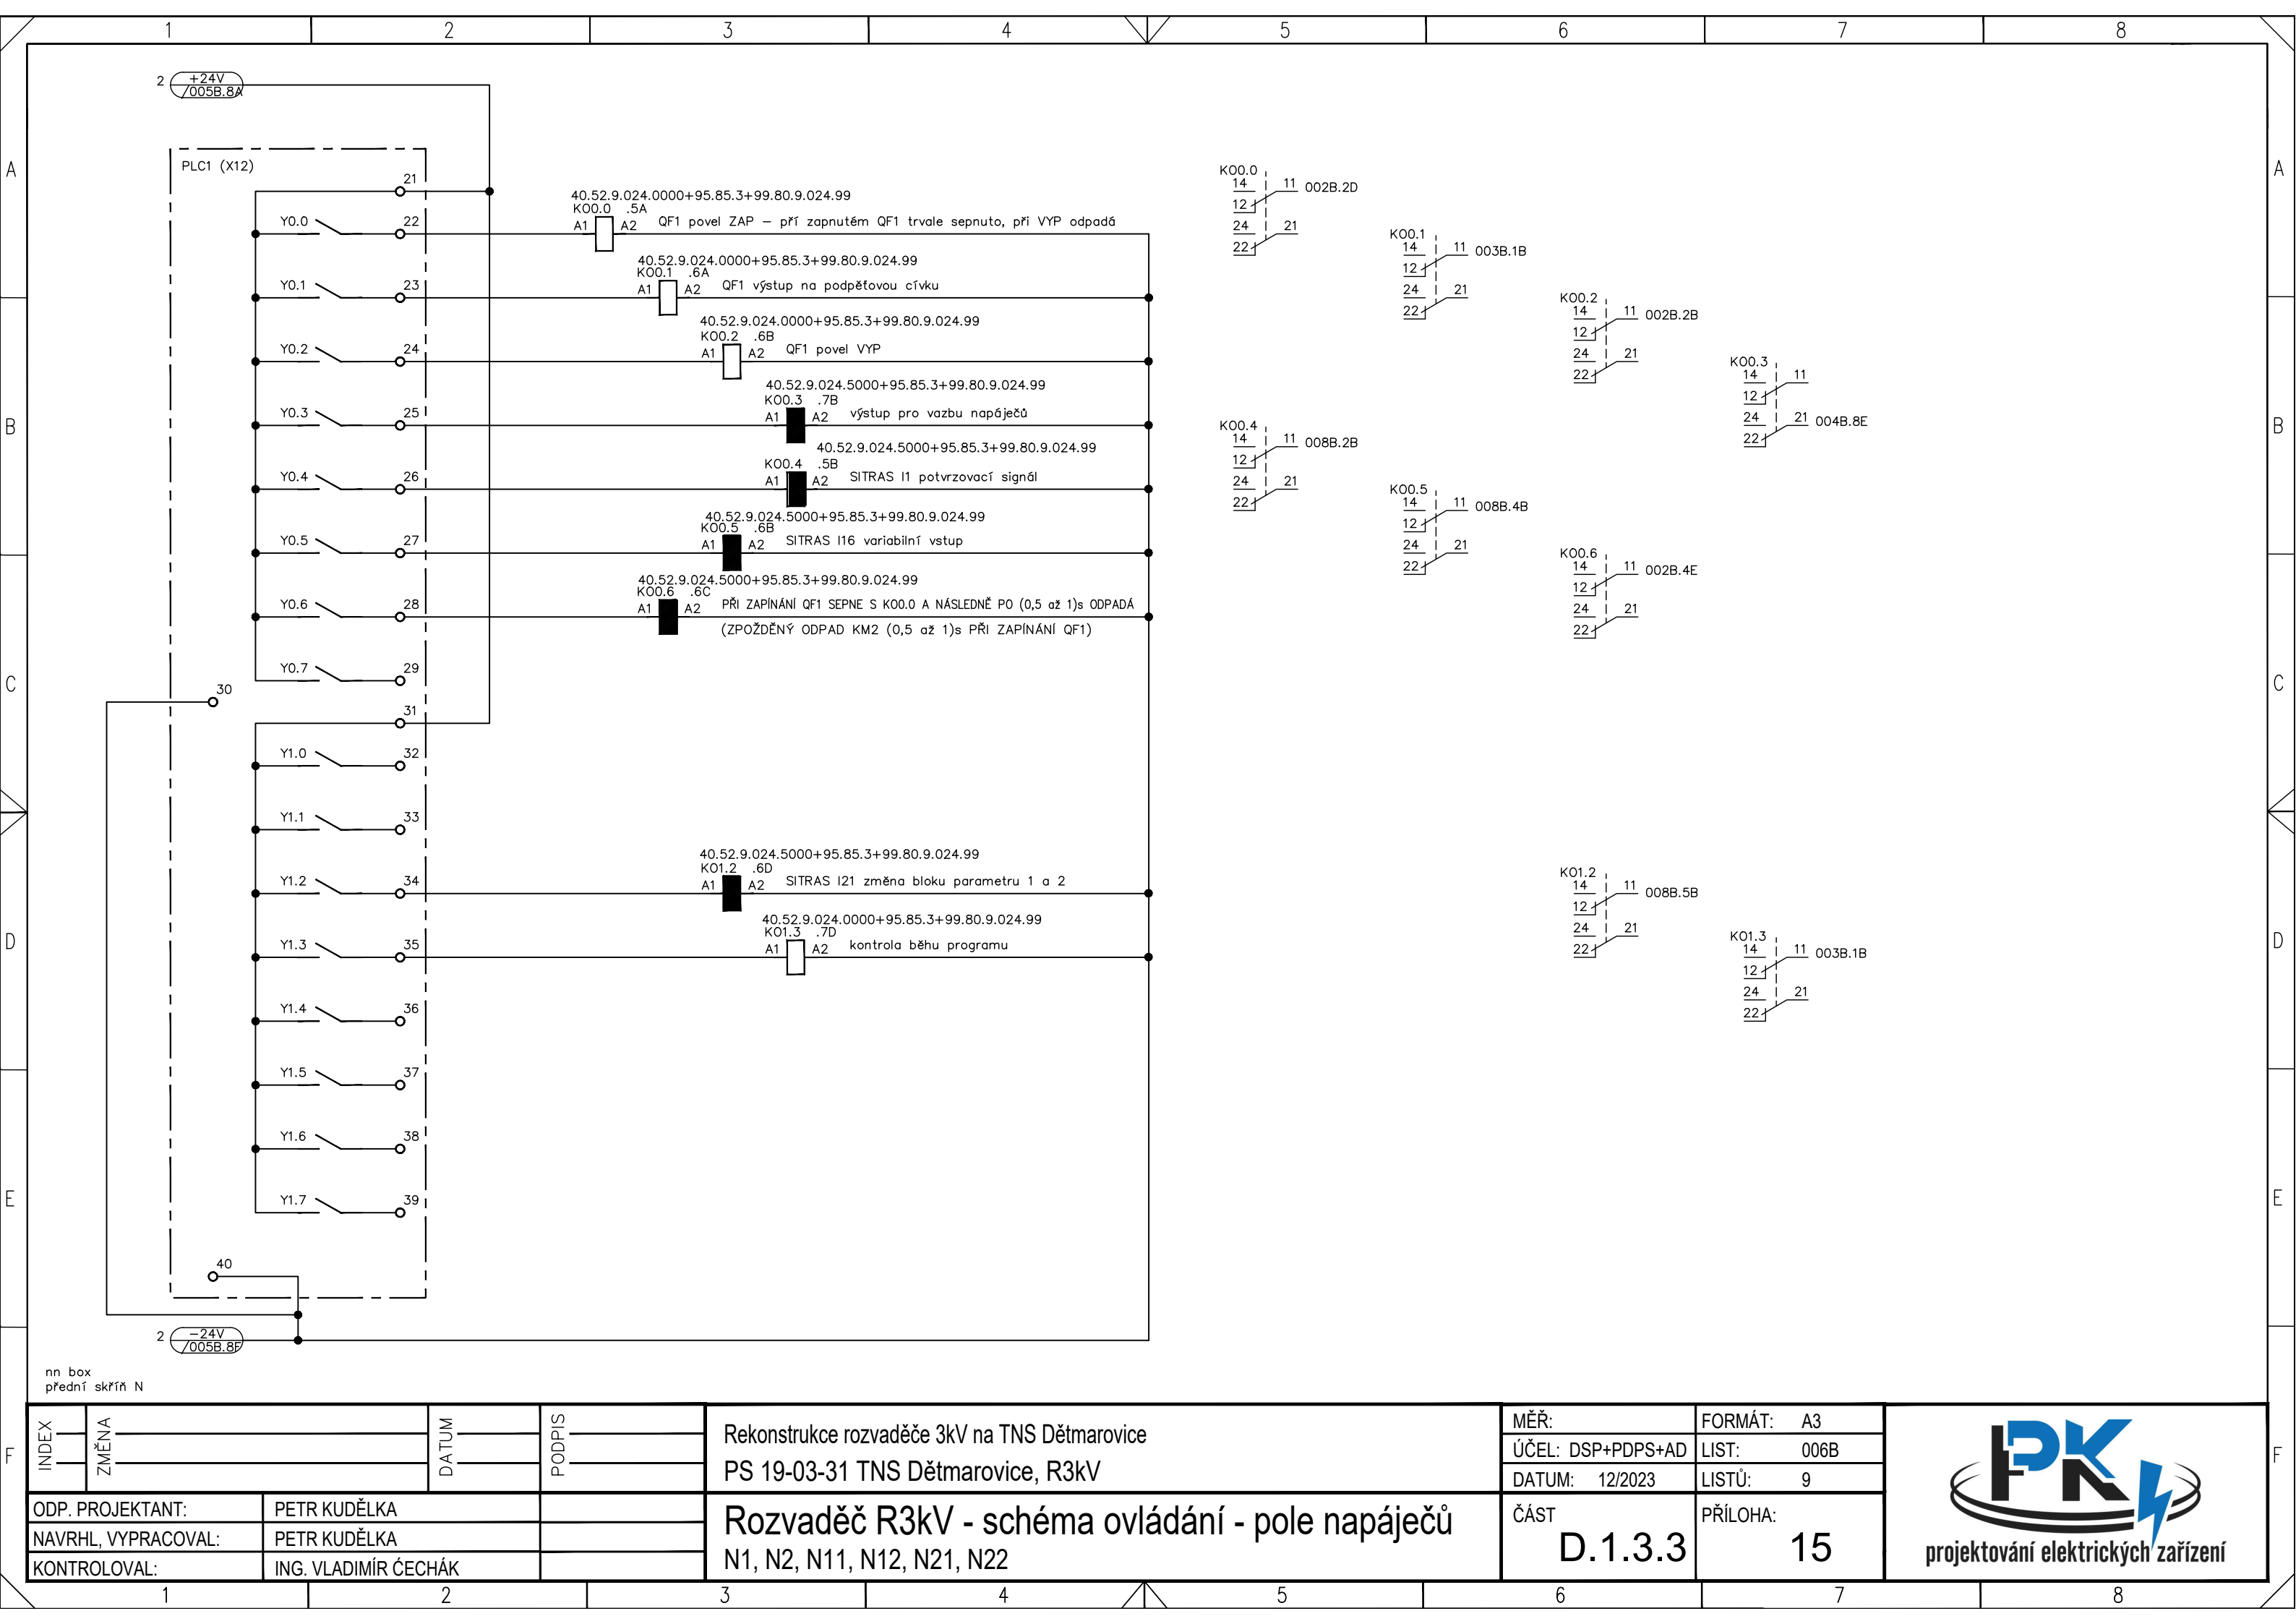 1 2 3 4 5 6 7 8
2 +24V
/005B.8A
A A
PLC1 (X12)
21
40.52.9.024.0000+95.85.3+99.80.9.024.99
K00.0 .5A
Y0.0 22 A1 A2 QF1 povel ZAP – pří zapnutém QF1 trvale sepnuto, při VYP odpadá
40.52.9.024.0000+95.85.3+99.80.9.024.99
K00.1 .6A
Y0.1 23 A1 A2 QF1 výstup na podpěťovou cívku
40.52.9.024.0000+95.85.3+99.80.9.024.99
K00.2 .6B
Y0.2 24 A1 A2 QF1 povel VYP
40.52.9.024.5000+95.85.3+99.80.9.024.99
K00.3 .7B
B B
Y0.3 25 A1 A2 výstup pro vazbu napáječů
40.52.9.024.5000+95.85.3+99.80.9.024.99
K00.4 .5B
Y0.4 26 A1 A2 SITRAS I1 potvrzovací signál
40.52.9.024.5000+95.85.3+99.80.9.024.99
K00.5 .6B
Y0.5 27 A1 A2 SITRAS I16 variabilní vstup
40.52.9.024.5000+95.85.3+99.80.9.024.99
K00.6 .6C
Y0.6 28 A1 A2 PŘI ZAPÍNÁNÍ QF1 SEPNE S K00.0 A NÁSLEDNĚ PO (0,5 až 1)s ODPADÁ
(ZPOŽDĚNÝ ODPAD KM2 (0,5 až 1)s PŘI ZAPÍNÁNÍ QF1)
Y0.7 29
C C
30
31
Y1.0 32
Y1.1 33
40.52.9.024.5000+95.85.3+99.80.9.024.99
K01.2 .6D
Y1.2 34 A1 A2 SITRAS I21 změna bloku parametru 1 a 2
40.52.9.024.0000+95.85.3+99.80.9.024.99
K01.3 .7D
D D
Y1.3 35 A1 A2 kontrola běhu programu
Y1.4 36
Y1.5 37
Y1.6 38
E E
Y1.7 39
40
2 –24V
/005B.8F
K00.0
14 11 002B.2D
12
24 21
22
K00.1
14 11 003B.1B
12
24 21
22
K00.2
14 11 002B.2B
12
24 21
22
K00.3
14 11
12
24 21 004B.8E
22
K00.4
14 11 008B.2B
12
24 21
22
K00.5
14 11 008B.4B
12
24 21
22
K00.6
14 11 002B.4E
12
24 21
22
K01.2
14 11 008B.5B
12
24 21
22
K01.3
14 11 003B.1B
12
24 21
22
nn box
přední skříň N
F F
INDEX ZMĚNA DATUM PODPIS
ODP. PROJEKTANT: PETR KUDĚLKA
NAVRHL, VYPRACOVAL: PETR KUDĚLKA
KONTROLOVAL: ING. VLADIMÍR ĆECHÁK
Rekonstrukce rozvaděče 3kV na TNS Dětmarovice
PS 19-03-31 TNS Dětmarovice, R3kV
Rozvaděč R3kV - schéma ovládání - pole napáječů
N1, N2, N11, N12, N21, N22
MĚŘ: FORMÁT: A3
ÚČEL: DSP+PDPS+AD LIST: 006B
DATUM: 12/2023 LISTŮ: 9
ČÁST PŘÍLOHA:
D.1.3.3 15
PK
projektování elektrických zařízení
1 2 3 4 5 6 7 8